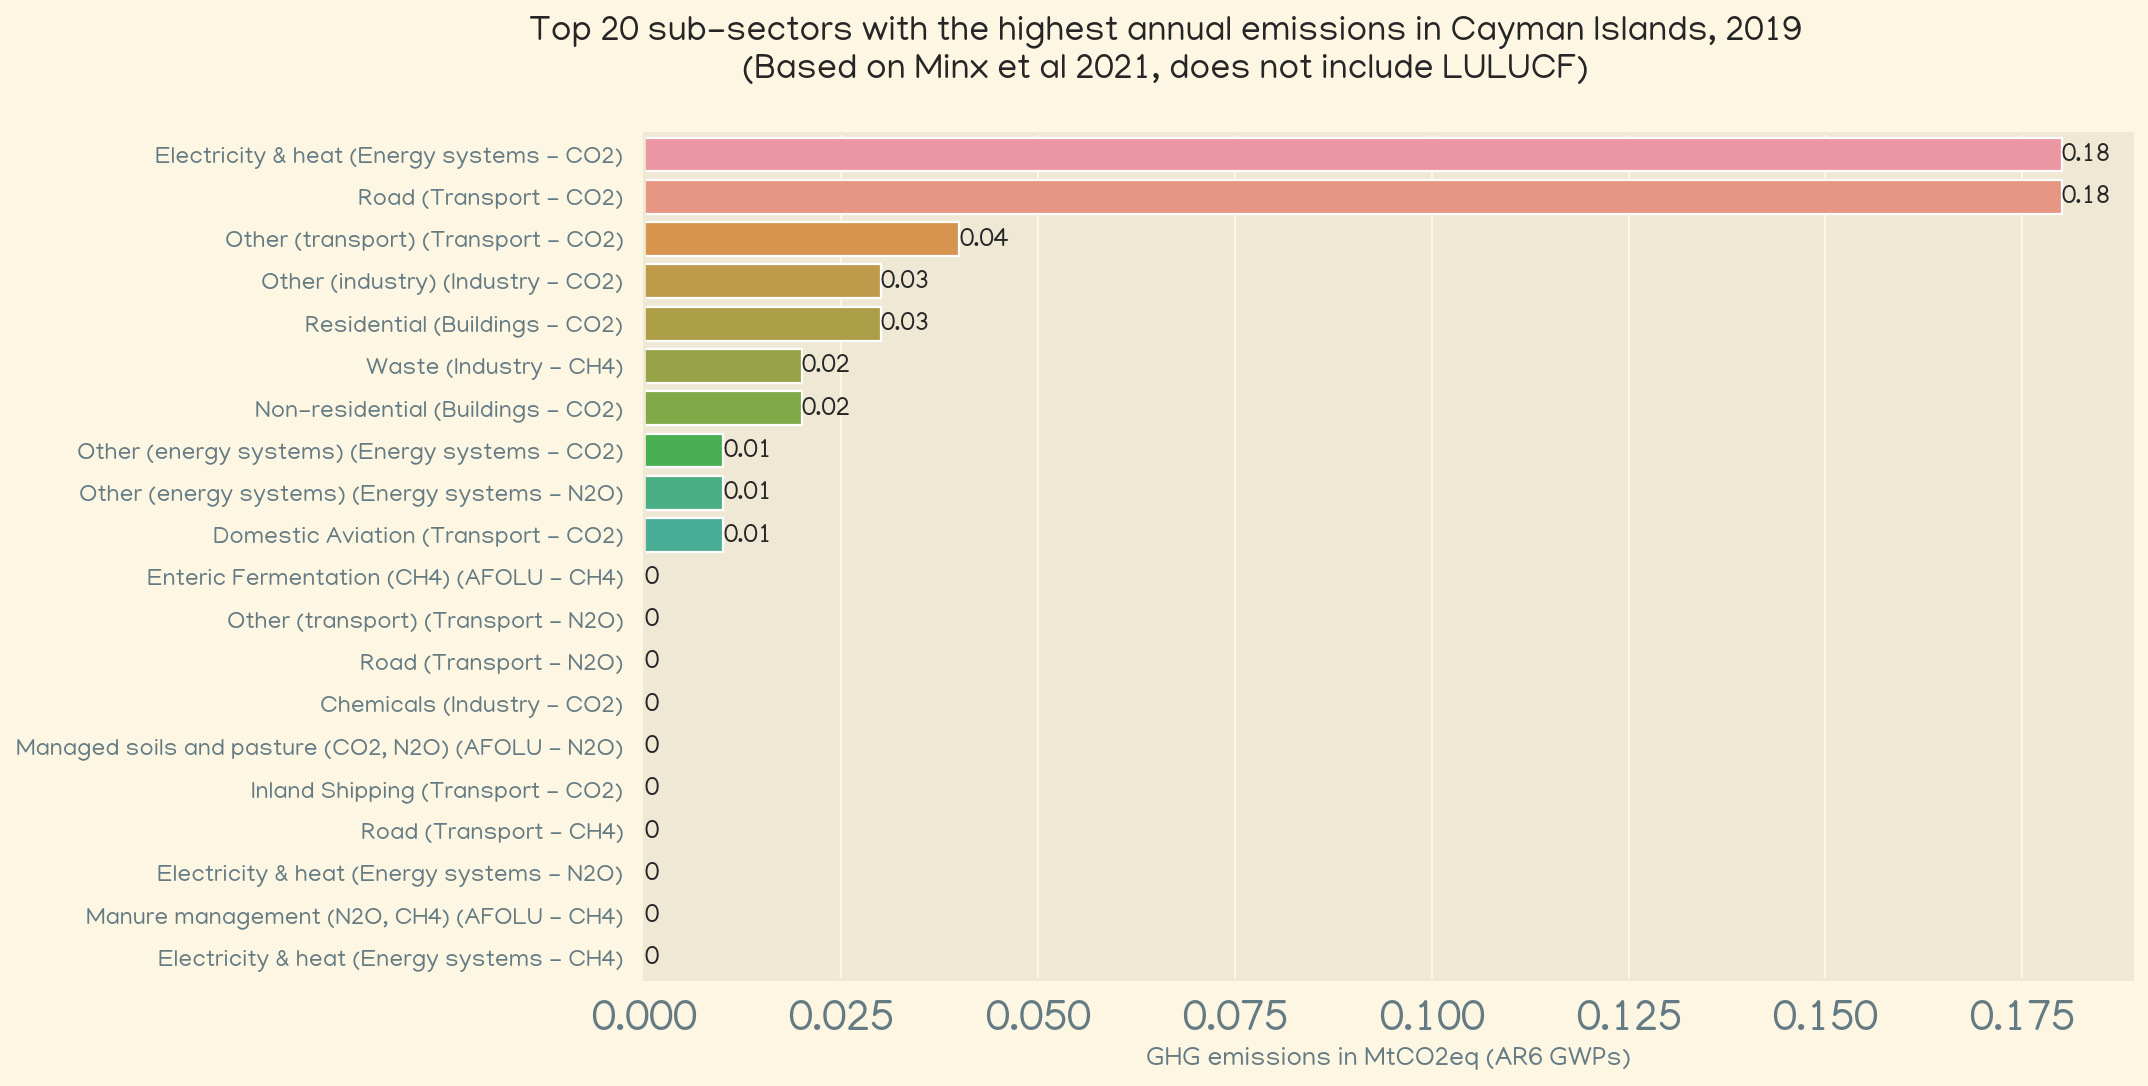 Top 20 sub-sectors with the highest annual emissions in Cayman Islands, 2019
(Based on Minx et al 2021, does not include LULUCF)
Electricity & heat (Energy systems - CO2) 0.18
Road (Transport - CO2) 0.18
Other (transport) (Transport - CO2) 0.04
Other (industry) (Industry - CO2) 0.03
Residential (Buildings - CO2) 0.03
Waste (Industry - CH4) 0.02
Non-residential (Buildings - CO2) 0.02
Other (energy systems) (Energy systems - CO2) 0.01
Other (energy systems) (Energy systems - N2O) 0.01
Domestic Aviation (Transport - CO2) 0.01
Enteric Fermentation (CH4) (AFOLU - CH4) 0
Other (transport) (Transport - N2O) 0
Road (Transport - N2O) 0
Chemicals (Industry - CO2) 0
Managed soils and pasture (CO2, N2O) (AFOLU - N2O) 0
Inland Shipping (Transport - CO2) 0
Road (Transport - CH4) 0
Electricity & heat (Energy systems - N2O) 0
Manure management (N2O, CH4) (AFOLU - CH4) 0
Electricity & heat (Energy systems - CH4) 0
0.000 0.025 0.050 0.075 0.100 0.125 0.150 0.175
GHG emissions in MtCO2eq (AR6 GWPs)